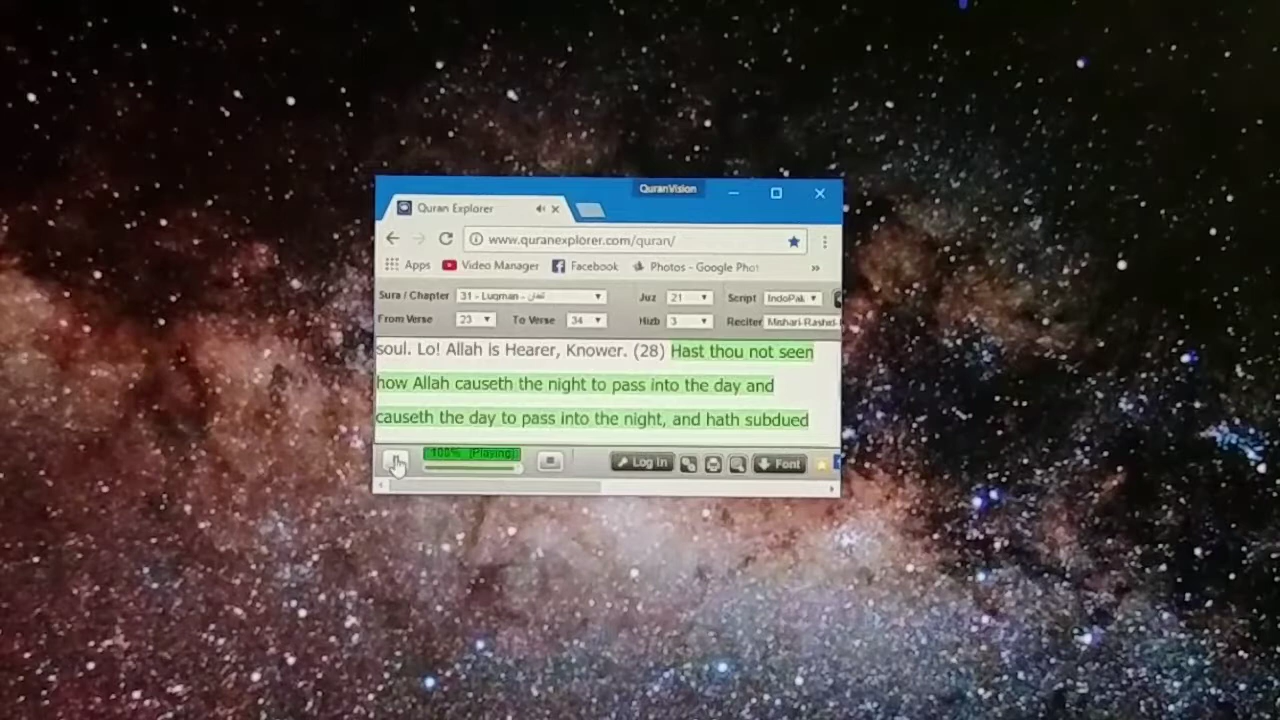 QuranVision
Quran Explorer
www.quranexplorer.com/quran/
Apps Video Manager Facebook Photos - Google Phot »
Sura / Chapter 31 - Luqman - لقمان Juz 21 Script IndoPak
From Verse 23 To Verse 34 Hizb 3 Reciter Mishari-Rashid-
soul. Lo! Allah is Hearer, Knower. (28) Hast thou not seen
how Allah causeth the night to pass into the day and
causeth the day to pass into the night, and hath subdued
100% [Playing] Log In Font